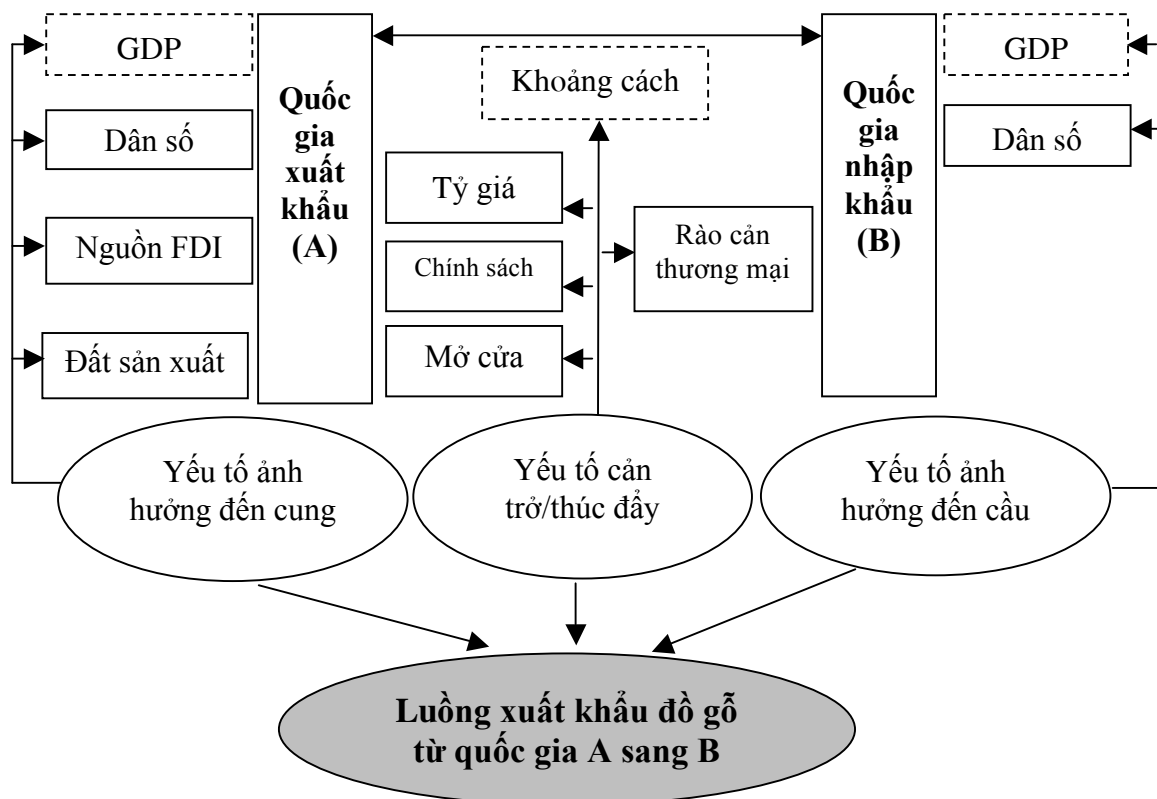 GDP
Dân số
Nguồn FDI
Đất sản xuất
Quốc
gia
xuất
khẩu
(A)
Khoảng cách
Tỷ giá
Chính sách
Mở cửa
Rào cản
thương mại
Quốc
gia
nhập
khẩu
(B)
GDP
Dân số
Yếu tố ảnh
hưởng đến cung
Yếu tố cản
trở/thúc đẩy
Yếu tố ảnh
hưởng đến cầu
Luồng xuất khẩu đồ gỗ
từ quốc gia A sang B